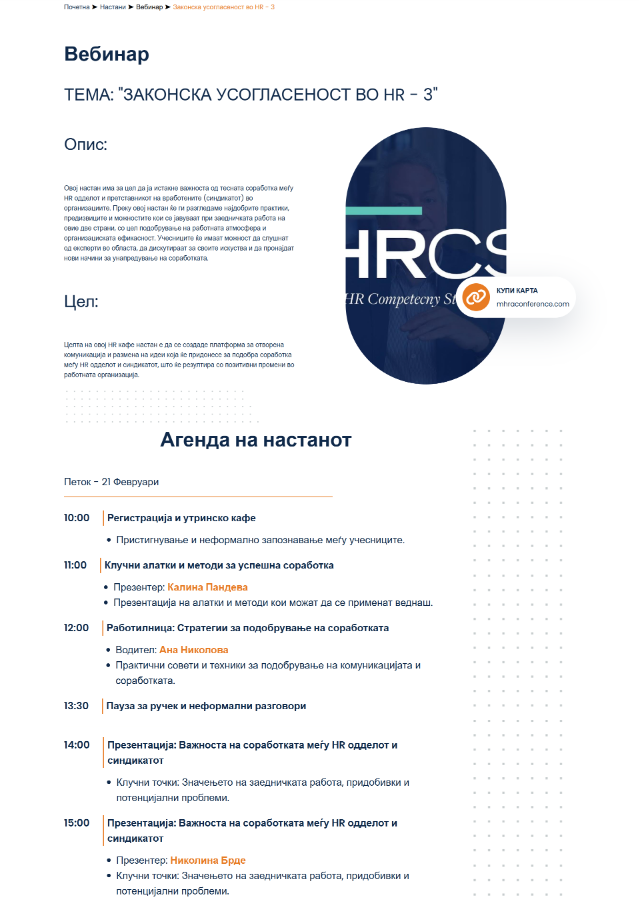 Почетна ➤ Настани ➤ Вебинар ➤ Законска усогласеност во HR - 3
Вебинар
ТЕМА: "ЗАКОНСКА УСОГЛАСЕНОСТ ВО HR - 3"
Опис:
Овој настан има за цел да ја истакне важноста од тесната соработка меѓу
HR одделот и претставникот на вработените (синдикатот) во
организациите. Преку овој настан ќе ги разгледаме најдобрите практики,
предизвиците и можностите кои се јавуваат при заедничката работа на
овие две страни, со цел подобрување на работната атмосфера и
организациската ефикасност. Учесниците ќе имаат можност да слушнат
од експерти во областа, да дискутираат за своите искуства и да пронајдат
нови начини за унапредување на соработката.
HRCS
HR Competecny St
КУПИ КАРТА
mhraconference.com
Цел:
Целта на овој HR кафе настан е да се создаде платформа за отворена
комуникација и размена на идеи која ќе придонесе за подобра соработка
меѓу HR одделот и синдикатот, што ќе резултира со позитивни промени во
работната организација.
Агенда на настанот
Петок - 21 Февруари
10:00 Регистрација и утринско кафе
• Пристигнување и неформално запознавање меѓу учесниците.
11:00 Клучни алатки и методи за успешна соработка
• Презентер: Калина Пандева
• Презентација на алатки и методи кои можат да се применат веднаш.
12:00 Работилница: Стратегии за подобрување на соработката
• Водител: Ана Николова
• Практични совети и техники за подобрување на комуникацијата и
соработката.
13:30 Пауза за ручек и неформални разговори
14:00 Презентација: Важноста на соработката меѓу HR одделот и
синдикатот
• Клучни точки: Значењето на заедничката работа, придобивки и
потенцијални проблеми.
15:00 Презентација: Важноста на соработката меѓу HR одделот и
синдикатот
• Презентер: Николина Брде
• Клучни точки: Значењето на заедничката работа, придобивки и
потенцијални проблеми.